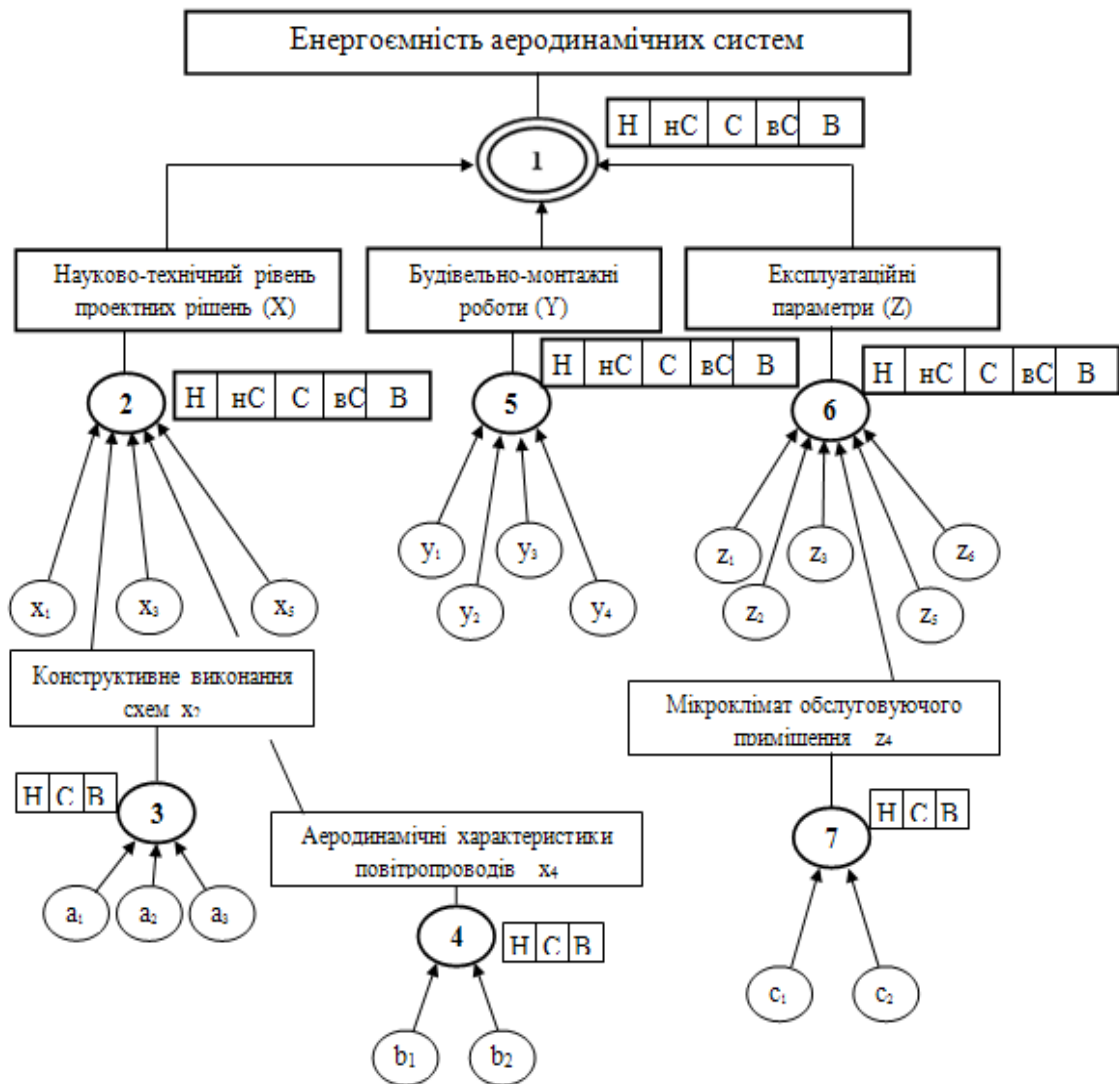 Енергоємність аеродинамічних систем
Н нС С вС В
1
Науково-технічний рівень
проектних рішень (X)
Будівельно-монтажні
роботи (Y)
Експлуатаційні
параметри (Z)
Н нС С вС В
Н нС С вС В
Н нС С вС В
2
5
6
x₁
x₃
x₅
y₁
y₃
y₂
y₄
z₁
z₃
z₆
z₂
z₅
Конструктивне виконання
схем x₂
Мікроклімат обслуговуючого
приміщення z₄
Н С В
3
Н С В
7
Аеродинамічні характеристики
повітропроводів x₄
a₁
a₂
a₃
4
Н С В
c₁
c₂
b₁
b₂